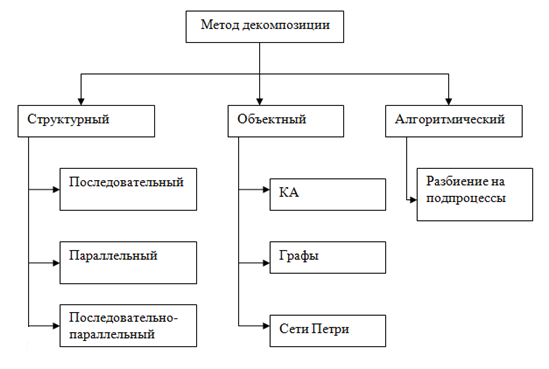 Метод декомпозиции
Структурный
Объектный
Алгоритмический
Последовательный
Параллельный
Последовательно-
параллельный
КА
Графы
Сети Петри
Разбиение на
подпроцессы